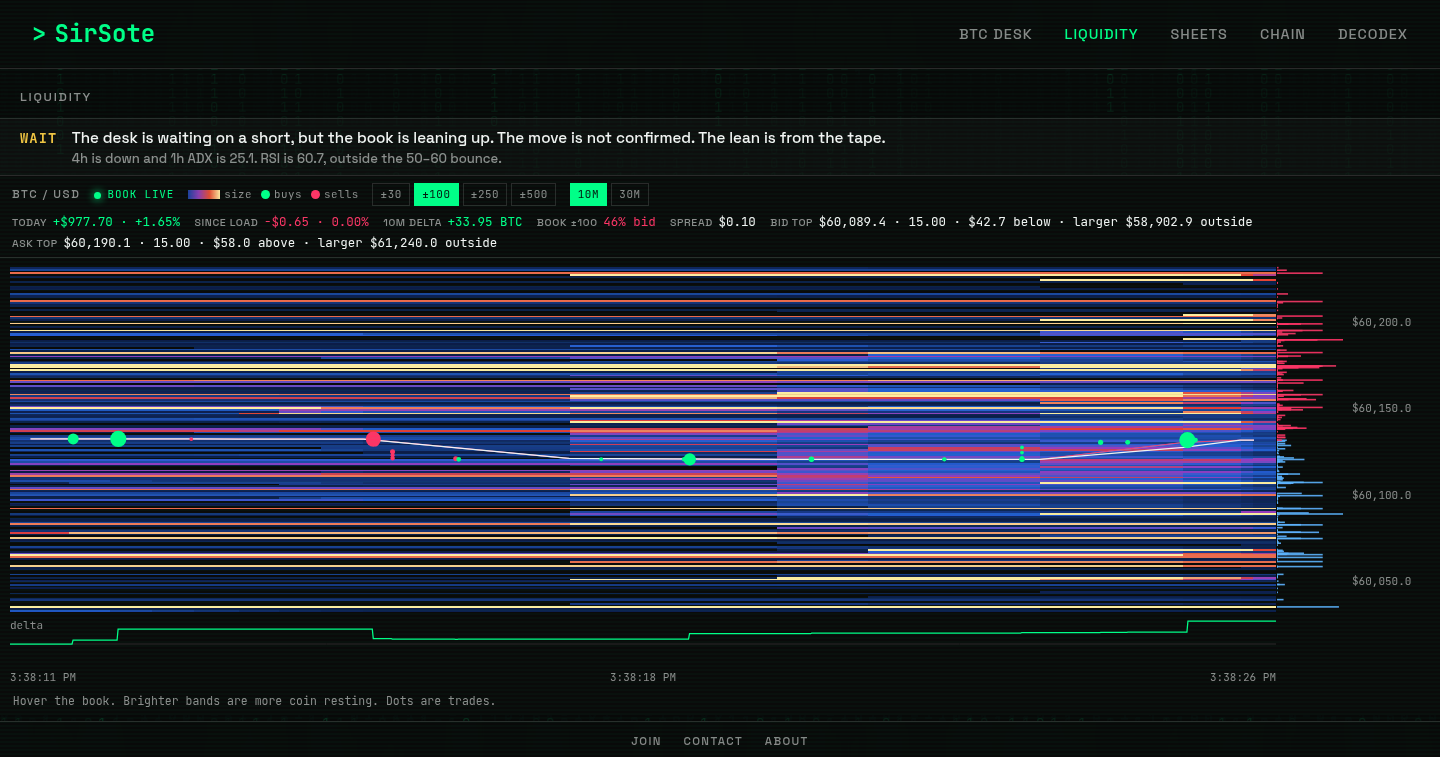 > SirSote
BTC DESK LIQUIDITY SHEETS CHAIN DECODEX
LIQUIDITY
WAIT The desk is waiting on a short, but the book is leaning up. The move is not confirmed. The lean is from the tape.
4h is down and 1h ADX is 25.1. RSI is 60.7, outside the 50–60 bounce.
BTC / USD BOOK LIVE size buys sells ±30 ±100 ±250 ±500 10M 30M
TODAY +$977.70 · +1.65% SINCE LOAD -$0.65 · 0.00% 10M DELTA +33.95 BTC BOOK ±100 46% bid SPREAD $0.10 BID TOP $60,089.4 · 15.00 · $42.7 below · larger $58,902.9 outside
ASK TOP $60,190.1 · 15.00 · $58.0 above · larger $61,240.0 outside
$60,200.0
$60,150.0
$60,100.0
$60,050.0
delta
3:38:11 PM 3:38:18 PM 3:38:26 PM
Hover the book. Brighter bands are more coin resting. Dots are trades.
JOIN CONTACT ABOUT